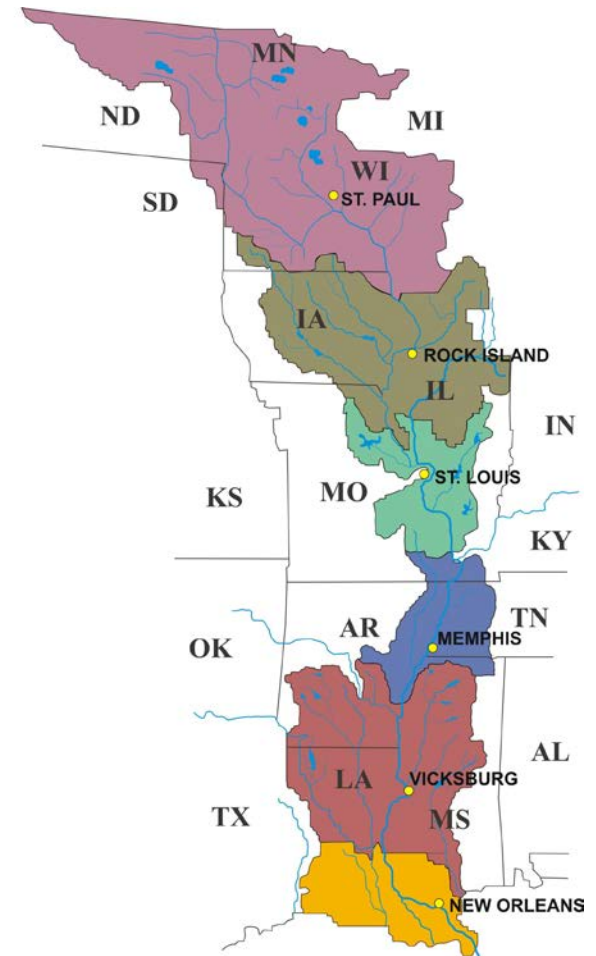 MN
ND
MI
WI
SD
ST. PAUL
IA
ROCK ISLAND
IL
IN
ST. LOUIS
KS
MO
KY
TN
AR
MEMPHIS
OK
AL
LA
VICKSBURG
TX
MS
NEW ORLEANS